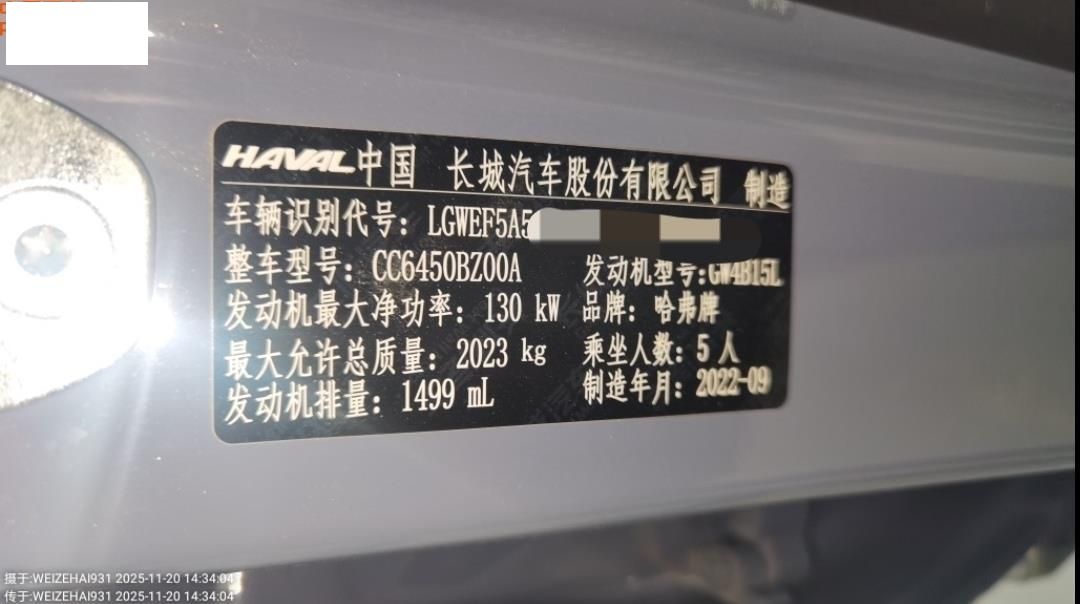 HAVAL中国 长城汽车股份有限公司 制造
车辆识别代号：LGWEF5A5
整车型号：CC6450BZ00A 发动机型号:GW4B15L
发动机最大净功率：130 kW 品牌：哈弗牌
最大允许总质量：2023 kg 乘坐人数：5 人
发动机排量：1499 mL 制造年月：2022-09
摄于:WEIZEHAI931 2025-11-20 14:34:04
传于:WEIZEHAI931 2025-11-20 14:34:04